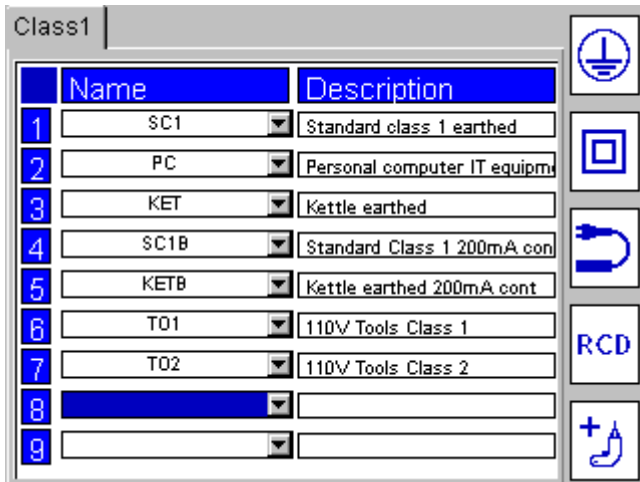 Class1
Name Description
1 SC1 Standard class 1 earthed
2 PC Personal computer IT equipm
3 KET Kettle earthed
4 SC1B Standard Class 1 200mA con
5 KETB Kettle earthed 200mA cont
6 TO1 110V Tools Class 1
7 TO2 110V Tools Class 2
8
9
RCD